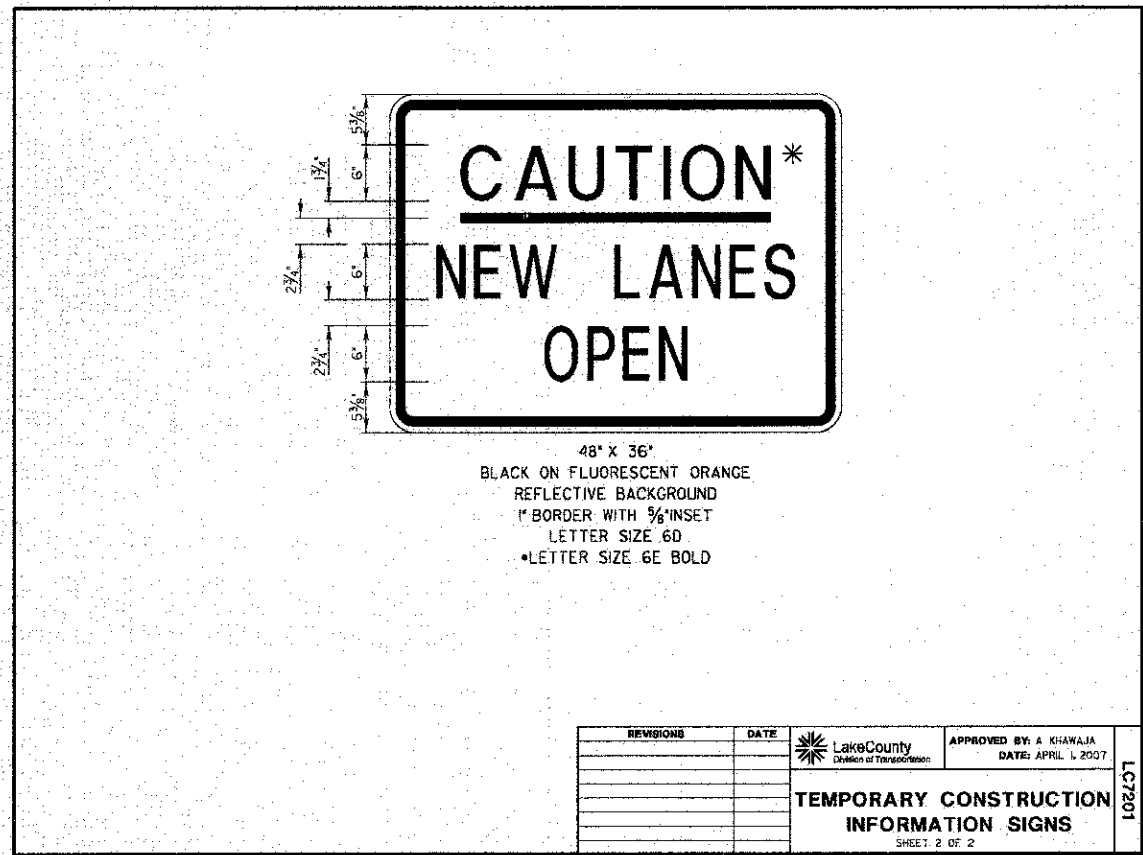 5⅜"
1¾"
6"
CAUTION*
2¾"
6"
NEW LANES
2¾"
6"
OPEN
5⅜"
48" X 36"
BLACK ON FLUORESCENT ORANGE
REFLECTIVE BACKGROUND
1" BORDER WITH ⅝" INSET
LETTER SIZE 6D
*LETTER SIZE 6E BOLD
REVISIONS DATE
LakeCounty
Division of Transportation
APPROVED BY: A KHAWAJA
DATE: APRIL 1, 2007
TEMPORARY CONSTRUCTION
INFORMATION SIGNS
SHEET 2 OF 2
LC7201